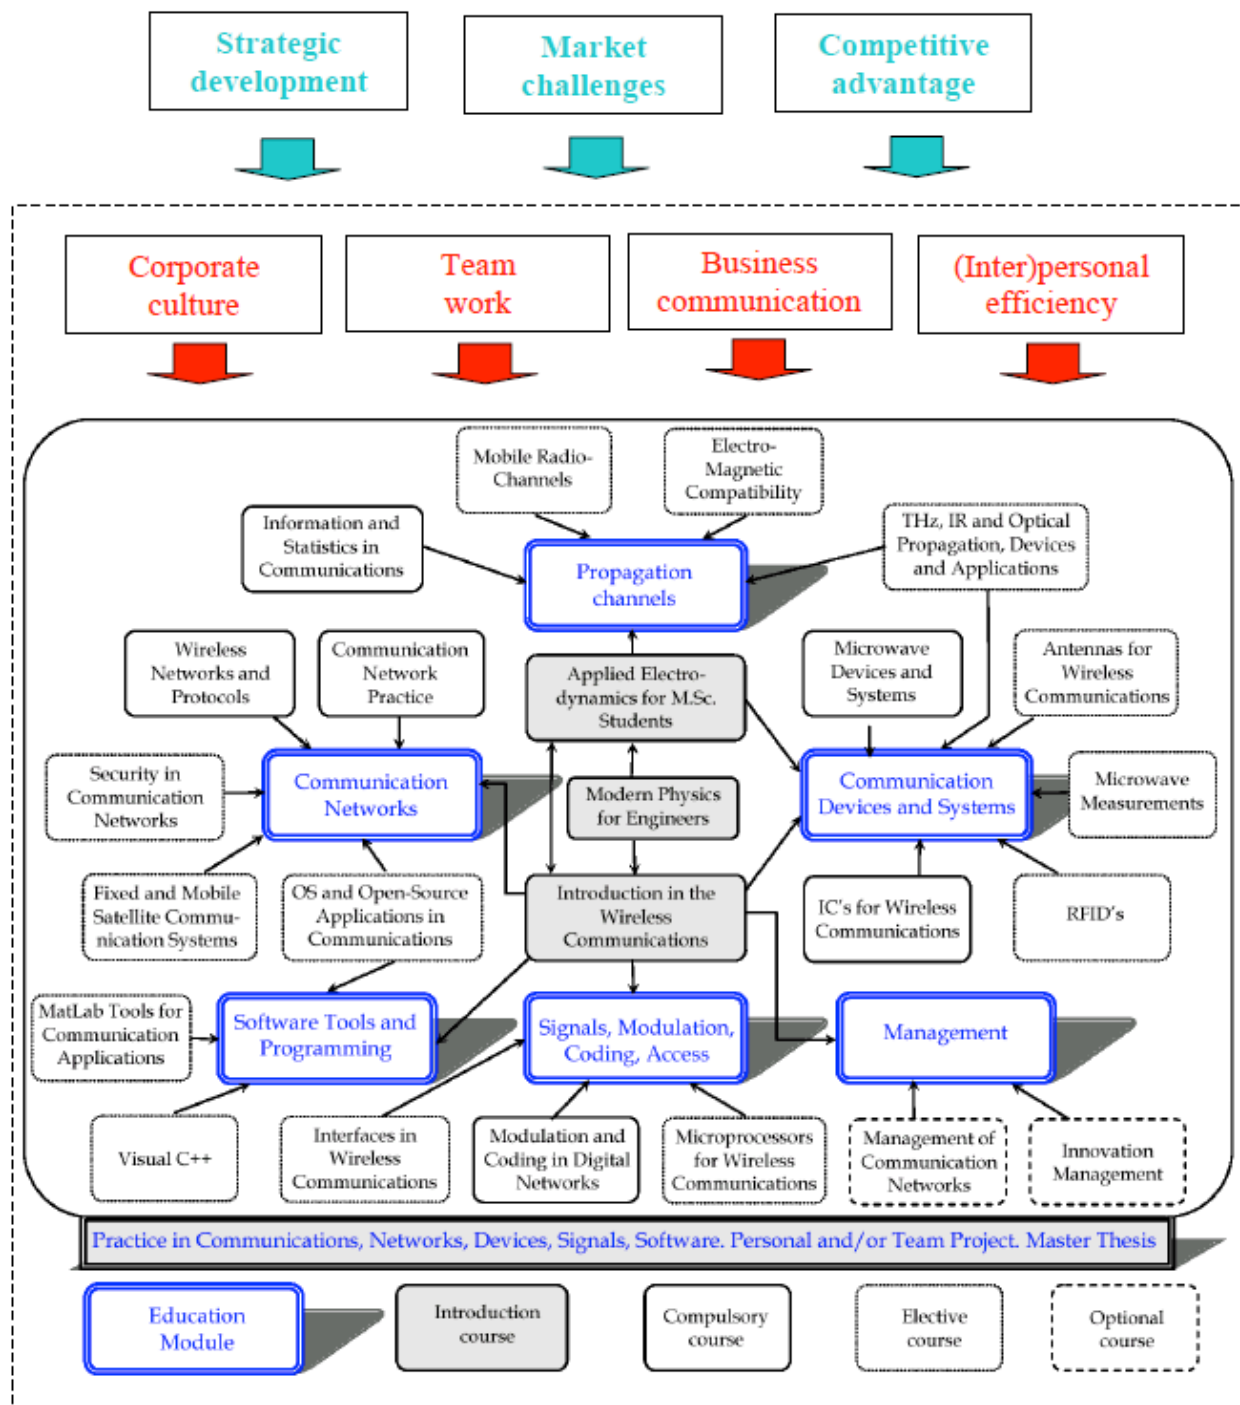 Strategic
development
Market
challenges
Competitive
advantage
Corporate
culture
Team
work
Business
communication
(Inter)personal
efficiency
Mobile Radio-
Channels
Electro-
Magnetic
Compatibility
Information and
Statistics in
Communications
Propagation
channels
THz, IR and Optical
Propagation, Devices
and Applications
Wireless
Networks and
Protocols
Communication
Network
Practice
Applied Electro-
dynamics for M.Sc.
Students
Microwave
Devices and
Systems
Antennas for
Wireless
Communications
Security in
Communication
Networks
Communication
Networks
Modern Physics
for Engineers
Communication
Devices and Systems
Microwave
Measurements
Fixed and Mobile
Satellite Commu-
nication Systems
OS and Open-Source
Applications in
Communications
Introduction in the
Wireless
Communications
IC's for Wireless
Communications
RFID's
MatLab Tools for
Communication
Applications
Software Tools and
Programming
Signals, Modulation,
Coding, Access
Management
Visual C++
Interfaces in
Wireless
Communications
Modulation and
Coding in Digital
Networks
Microprocessors
for Wireless
Communications
Management of
Communication
Networks
Innovation
Management
Practice in Communications, Networks, Devices, Signals, Software. Personal and/or Team Project. Master Thesis
Education
Module
Introduction
course
Compulsory
course
Elective
course
Optional
course